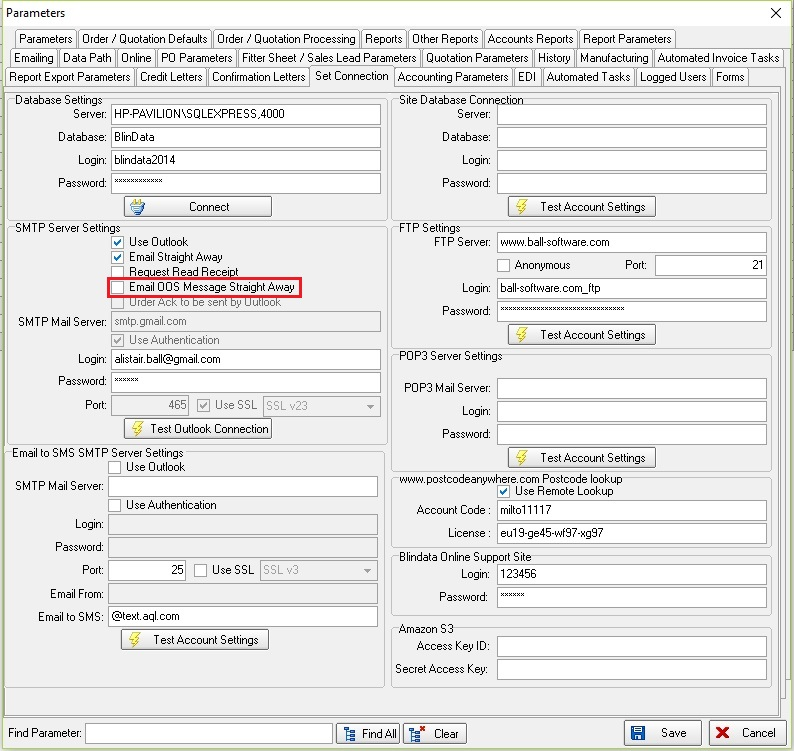 Parameters
Parameters Order / Quotation Defaults Order / Quotation Processing Reports Other Reports Accounts Reports Report Parameters
Emailing Data Path Online PO Parameters Fitter Sheet / Sales Lead Parameters Quotation Parameters History Manufacturing Automated Invoice Tasks
Report Export Parameters Credit Letters Confirmation Letters Set Connection Accounting Parameters EDI Automated Tasks Logged Users Forms
Database Settings
Server: HP-PAVILION\SQLEXPRESS,4000
Database: BlinData
Login: blindata2014
Password: ************
Connect
SMTP Server Settings
Use Outlook
Email Straight Away
Request Read Receipt
Email OOS Message Straight Away
Order Ack to be sent by Outlook
SMTP Mail Server: smtp.gmail.com
Use Authentication
Login: alistair.ball@gmail.com
Password: ******
Port: 465 Use SSL SSL v23
Test Outlook Connection
Email to SMS SMTP Server Settings
Use Outlook
SMTP Mail Server:
Use Authentication
Login:
Password:
Port: 25 Use SSL SSL v3
Email From:
Email to SMS: @text.aql.com
Test Account Settings
Site Database Connection
Server:
Database:
Login:
Password:
Test Account Settings
FTP Settings
FTP Server: www.ball-software.com
Anonymous Port: 21
Login: ball-software.com_ftp
Password: ****************************
Test Account Settings
POP3 Server Settings
POP3 Mail Server:
Login:
Password:
Test Account Settings
www.postcodeanywhere.com Postcode lookup
Use Remote Lookup
Account Code : milto11117
License : eu19-ge45-wf97-xg97
Blindata Online Support Site
Login: 123456
Password: ******
Amazon S3
Access Key ID:
Secret Access Key:
Find Parameter: Find All Clear Save Cancel